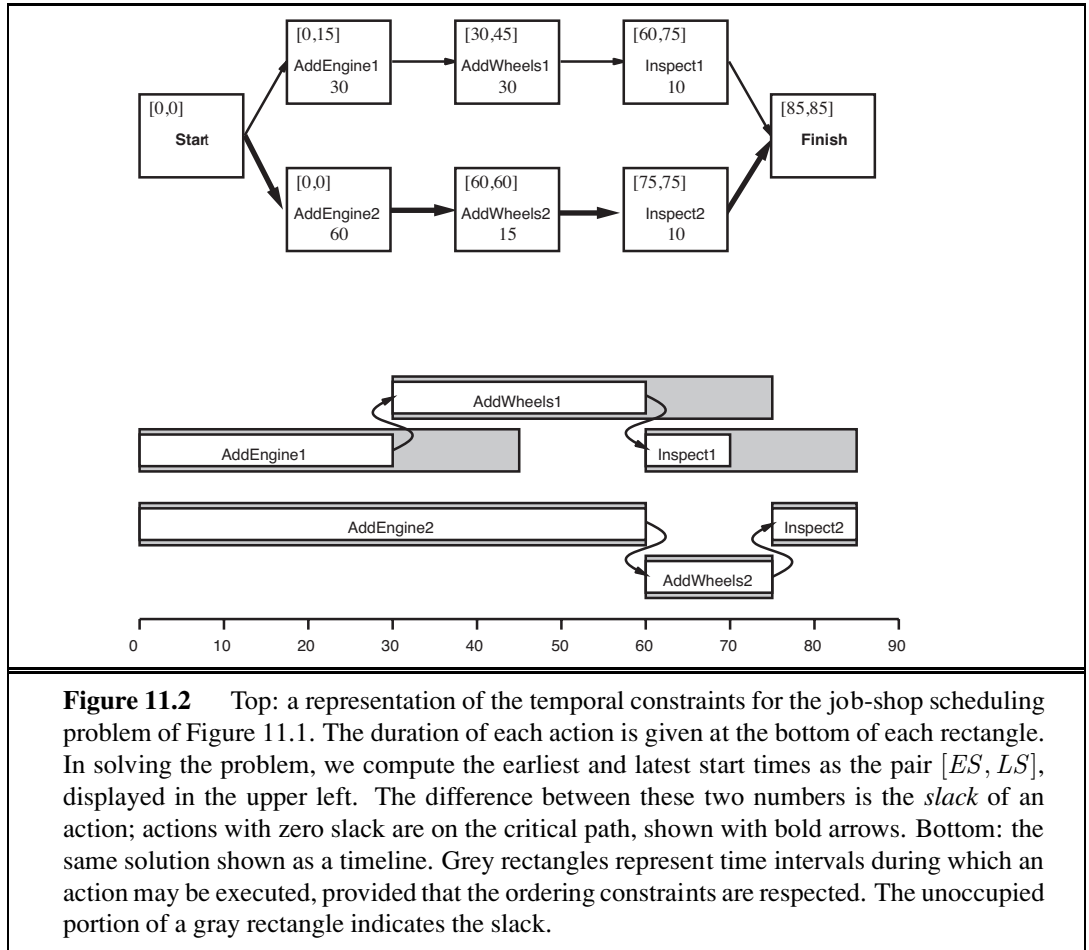 [0,15]
AddEngine1
30
[30,45]
AddWheels1
30
[60,75]
Inspect1
10
[0,0]
Start
[85,85]
Finish
[0,0]
AddEngine2
60
[60,60]
AddWheels2
15
[75,75]
Inspect2
10
AddWheels1
AddEngine1
Inspect1
AddEngine2
Inspect2
AddWheels2
0 10 20 30 40 50 60 70 80 90
Figure 11.2 Top: a representation of the temporal constraints for the job-shop scheduling
problem of Figure 11.1. The duration of each action is given at the bottom of each rectangle.
In solving the problem, we compute the earliest and latest start times as the pair [ES, LS],
displayed in the upper left. The difference between these two numbers is the slack of an
action; actions with zero slack are on the critical path, shown with bold arrows. Bottom: the
same solution shown as a timeline. Grey rectangles represent time intervals during which an
action may be executed, provided that the ordering constraints are respected. The unoccupied
portion of a gray rectangle indicates the slack.